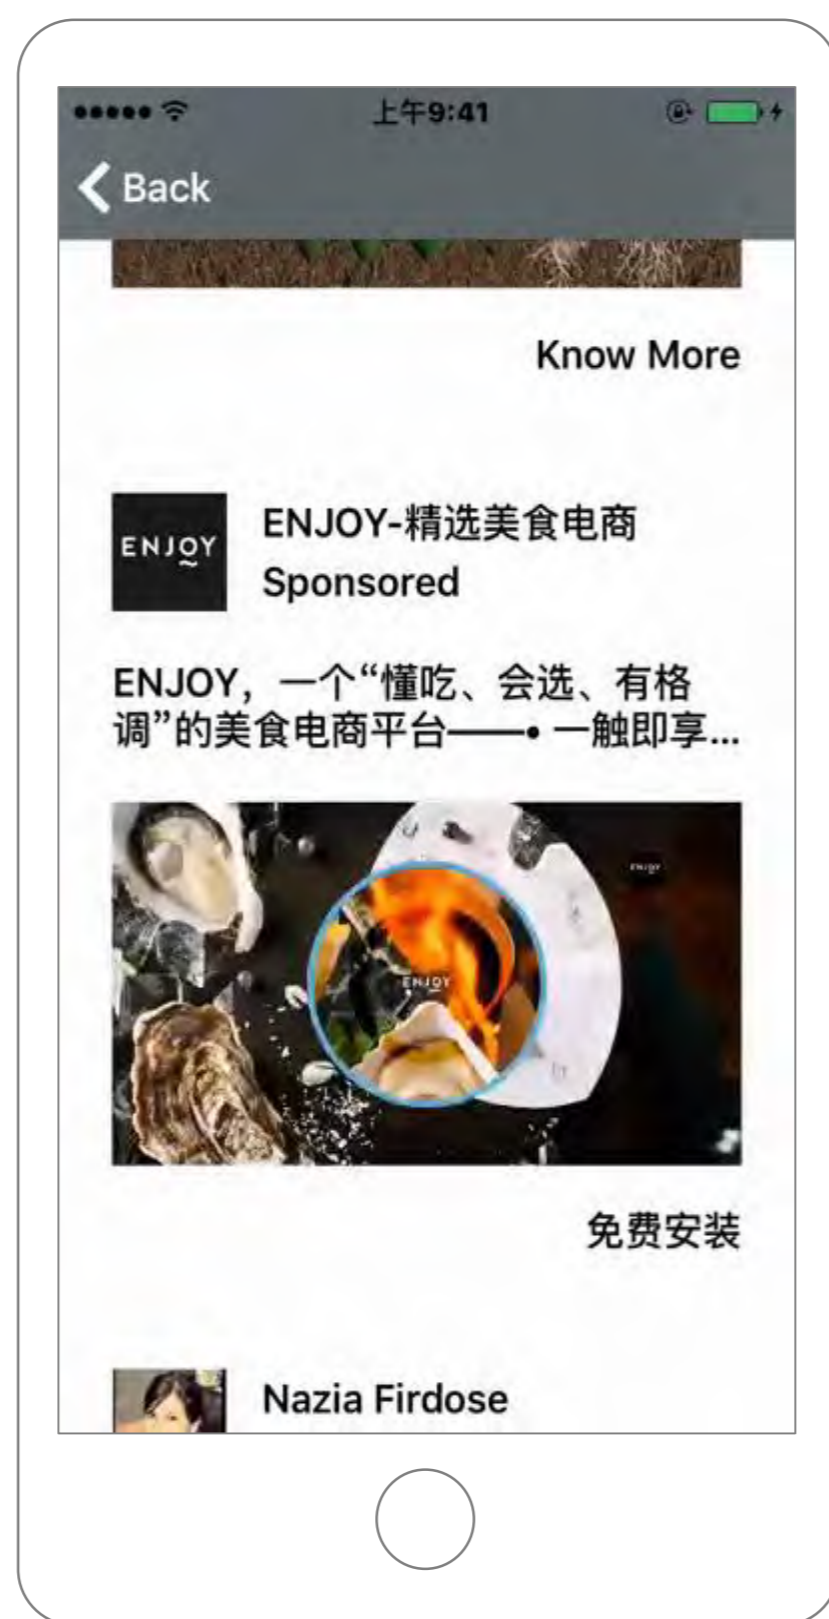 上午9:41
Back
Know More
ENJOY
ENJOY-精选美食电商
Sponsored
ENJOY，一个“懂吃、会选、有格
调”的美食电商平台——• 一触即享...
ENJOY
ENJOY
免费安装
Nazia Firdose